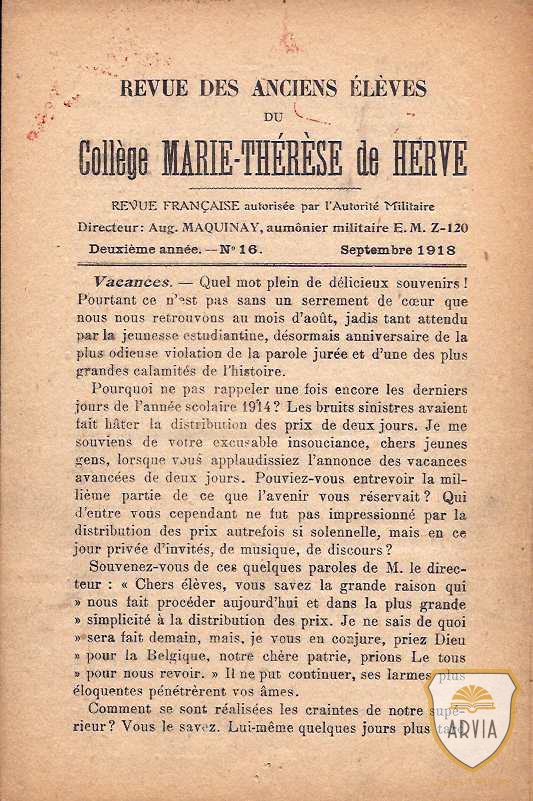 REVUE DES ANCIENS ÉLÈVES
DU
Collège MARIE-THÉRÈSE de HERVE
REVUE FRANÇAISE autorisée par l'Autorité Militaire
Directeur: Aug. MAQUINAY, aumônier militaire E. M. Z-120
Deuxième année. — N° 16. Septembre 1918
Vacances. — Quel mot plein de délicieux souvenirs !
Pourtant ce n'est pas sans un serrement de cœur que
nous nous retrouvons au mois d'août, jadis tant attendu
par la jeunesse estudiantine, désormais anniversaire de la
plus odieuse violation de la parole jurée et d'une des plus
grandes calamités de l'histoire.
Pourquoi ne pas rappeler une fois encore les derniers
jours de l'année scolaire 1914 ? Les bruits sinistres avaient
fait hâter la distribution des prix de deux jours. Je me
souviens de votre excusable insouciance, chers jeunes
gens, lorsque vous applaudissiez l'annonce des vacances
avancées de deux jours. Pouviez-vous entrevoir la mil-
lième partie de ce que l'avenir vous réservait ? Qui
d'entre vous cependant ne fut pas impressionné par la
distribution des prix autrefois si solennelle, mais en ce
jour privée d'invités, de musique, de discours ?
Souvenez-vous de ces quelques paroles de M. le direc-
teur : « Chers élèves, vous savez la grande raison qui
» nous fait procéder aujourd'hui et dans la plus grande
» simplicité à la distribution des prix. Je ne sais de quoi
» sera fait demain, mais, je vous en conjure, priez Dieu
» pour la Belgique, notre chère patrie, prions Le tous
» pour nous revoir. » Il ne put continuer, ses larmes plus
éloquentes pénétrèrent vos âmes.
Comment se sont réalisées les craintes de notre supé-
rieur ? Vous le savez. Lui-même quelques jours plus tard
ARVIA